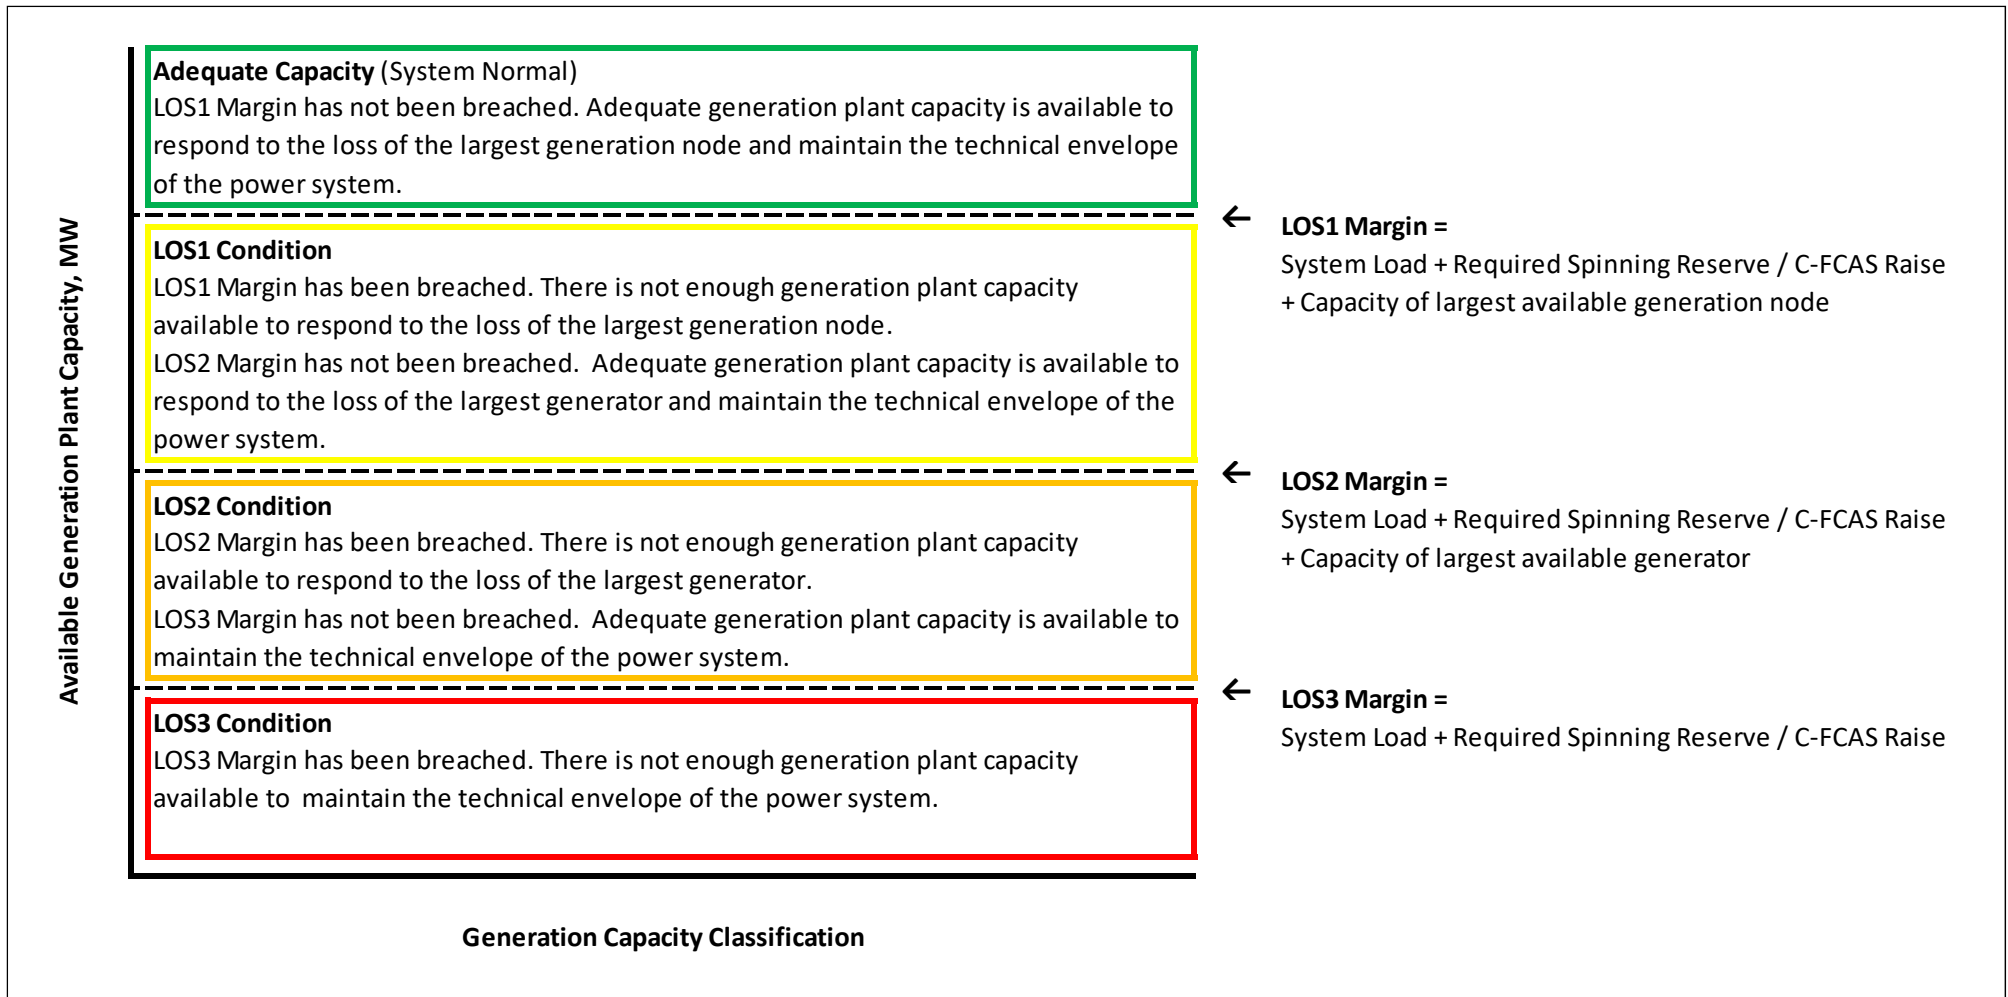 Available Generation Plant Capacity, MW
Adequate Capacity (System Normal)
LOS1 Margin has not been breached. Adequate generation plant capacity is available to
respond to the loss of the largest generation node and maintain the technical envelope
of the power system.
LOS1 Condition
LOS1 Margin has been breached. There is not enough generation plant capacity
available to respond to the loss of the largest generation node.
LOS2 Margin has not been breached.  Adequate generation plant capacity is available to
respond to the loss of the largest generator and maintain the technical envelope of the
power system.
LOS2 Condition
LOS2 Margin has been breached. There is not enough generation plant capacity
available to respond to the loss of the largest generator.
LOS3 Margin has not been breached.  Adequate generation plant capacity is available to
maintain the technical envelope of the power system.
LOS3 Condition
LOS3 Margin has been breached. There is not enough generation plant capacity
available to  maintain the technical envelope of the power system.
← LOS1 Margin =
System Load + Required Spinning Reserve / C-FCAS Raise
+ Capacity of largest available generation node
← LOS2 Margin =
System Load + Required Spinning Reserve / C-FCAS Raise
+ Capacity of largest available generator
← LOS3 Margin =
System Load + Required Spinning Reserve / C-FCAS Raise
Generation Capacity Classification